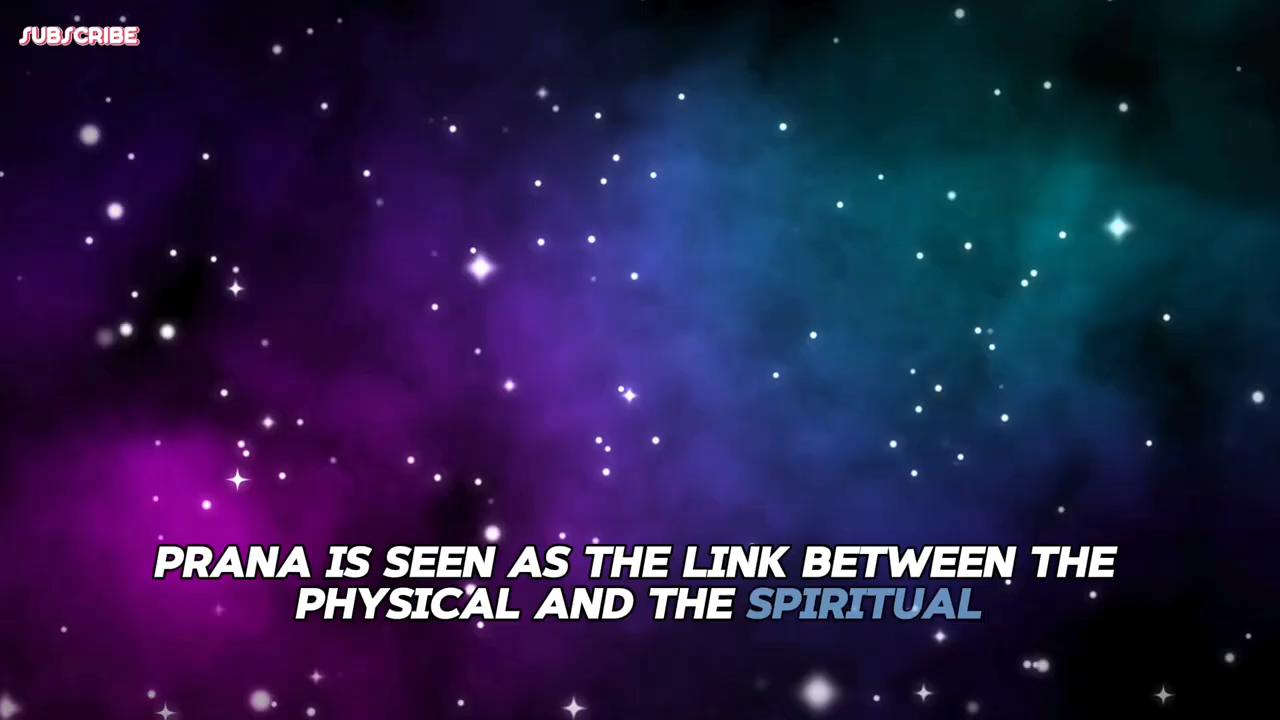 SUBSCRIBE
PRANA IS SEEN AS THE LINK BETWEEN THE
PHYSICAL AND THE SPIRITUAL